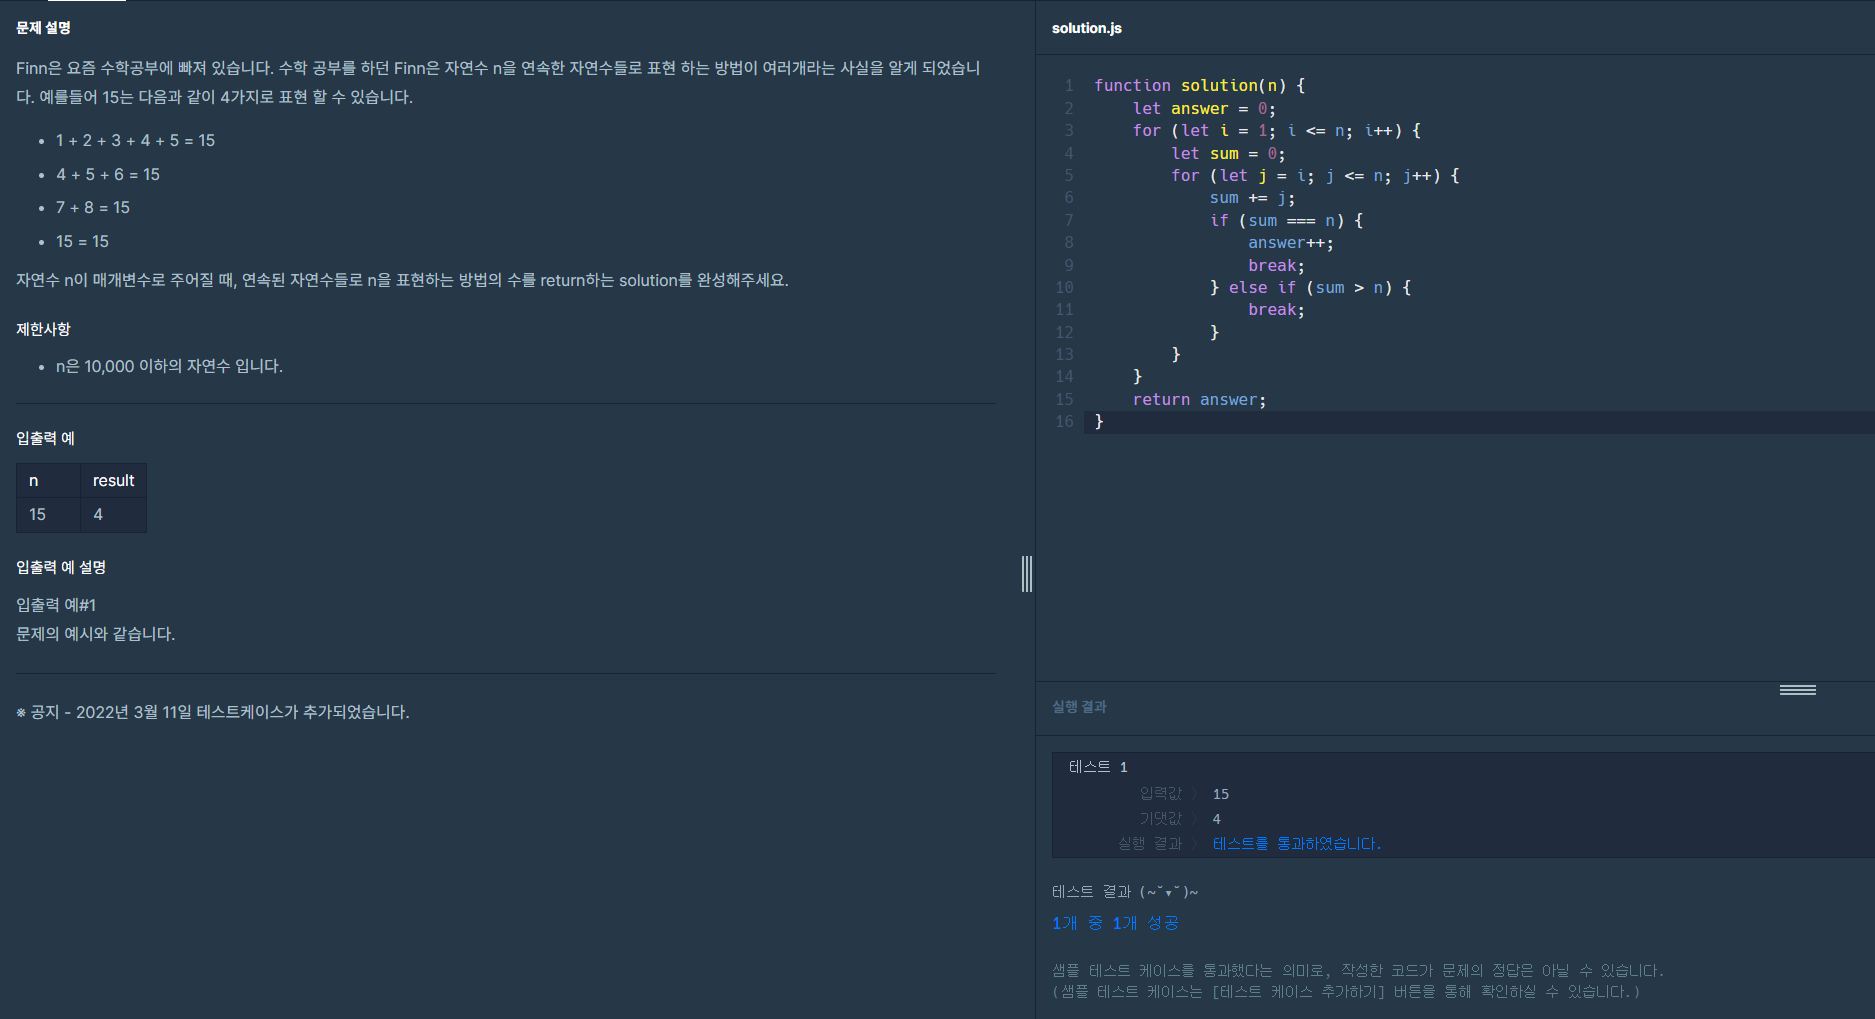 문제 설명
Finn은 요즘 수학공부에 빠져 있습니다. 수학 공부를 하던 Finn은 자연수 n을 연속한 자연수들로 표현 하는 방법이 여러개라는 사실을 알게 되었습니
다. 예를들어 15는 다음과 같이 4가지로 표현 할 수 있습니다.
• 1 + 2 + 3 + 4 + 5 = 15
• 4 + 5 + 6 = 15
• 7 + 8 = 15
• 15 = 15
자연수 n이 매개변수로 주어질 때, 연속된 자연수들로 n을 표현하는 방법의 수를 return하는 solution를 완성해주세요.
제한사항
• n은 10,000 이하의 자연수 입니다.
입출력 예
n result
15 4
입출력 예 설명
입출력 예#1
문제의 예시와 같습니다.
※ 공지 - 2022년 3월 11일 테스트케이스가 추가되었습니다.
solution.js
1 function solution(n) {
2     let answer = 0;
3     for (let i = 1; i <= n; i++) {
4         let sum = 0;
5         for (let j = i; j <= n; j++) {
6             sum += j;
7             if (sum === n) {
8                 answer++;
9                 break;
10             } else if (sum > n) {
11                 break;
12             }
13         }
14     }
15     return answer;
16 }
실행 결과
테스트 1
입력값 〉 15
기댓값 〉 4
실행 결과 〉 테스트를 통과하였습니다.
테스트 결과 (~˘▾˘)~
1개 중 1개 성공
샘플 테스트 케이스를 통과했다는 의미로, 작성한 코드가 문제의 정답은 아닐 수 있습니다.
(샘플 테스트 케이스는 [테스트 케이스 추가하기] 버튼을 통해 확인하실 수 있습니다.)